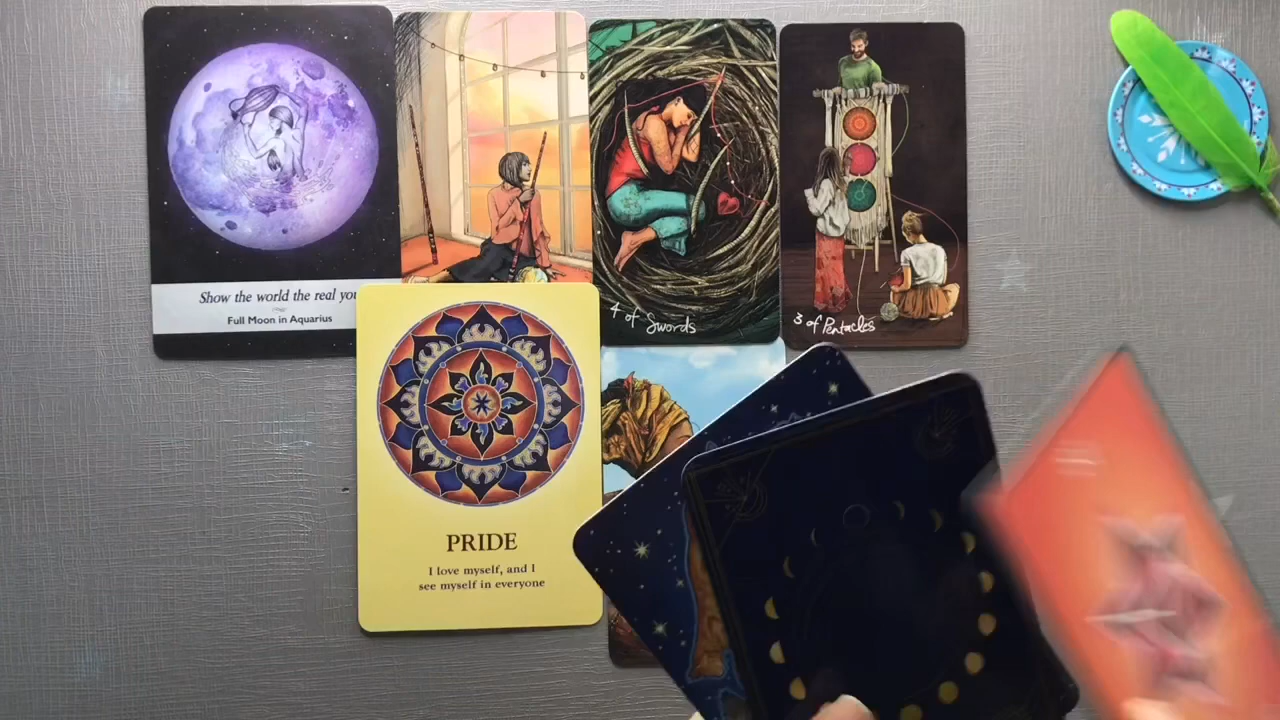 Show the world the real you
Full Moon in Aquarius
4 of Swords
3 of Pentacles
PRIDE
I love myself, and I
see myself in everyone